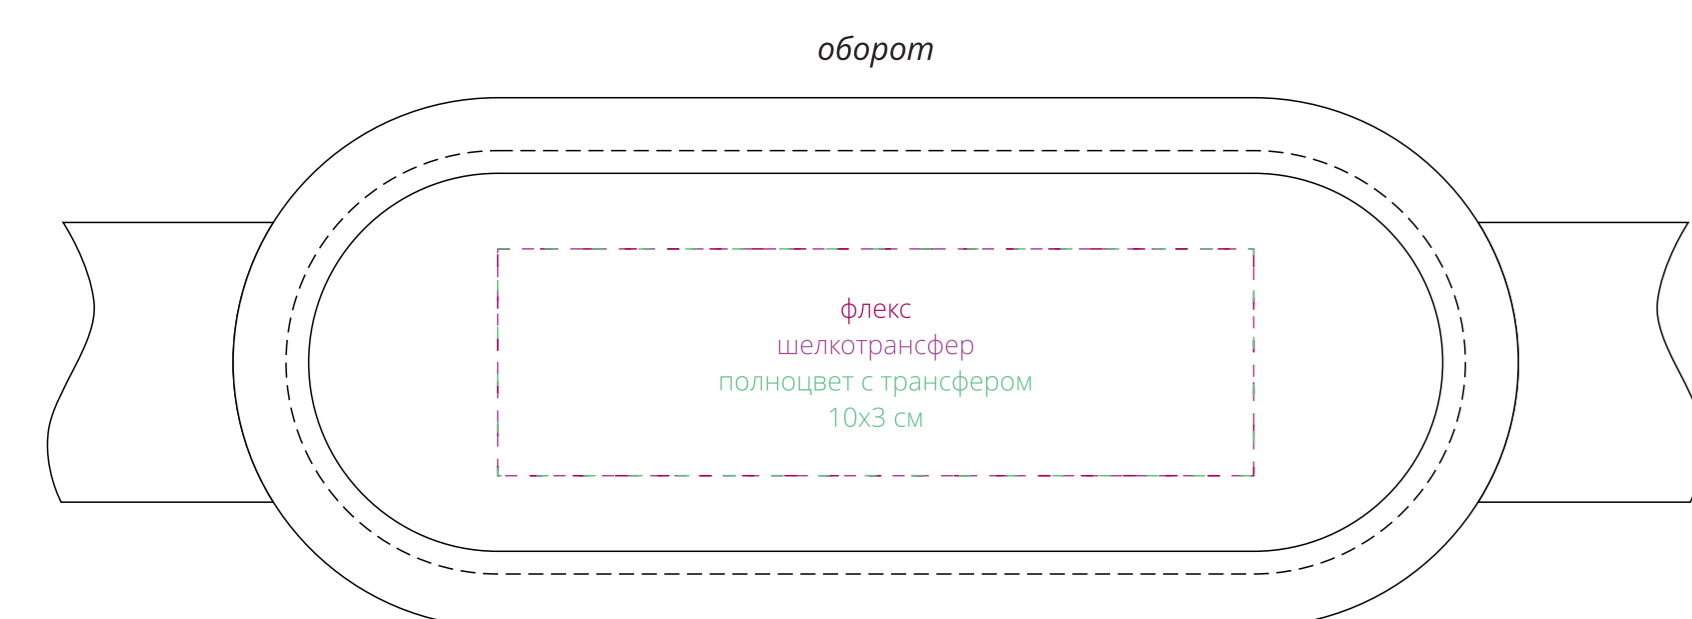 оборот
флекс
шелкотрансфер
полноцвет с трансфером
10х3 см